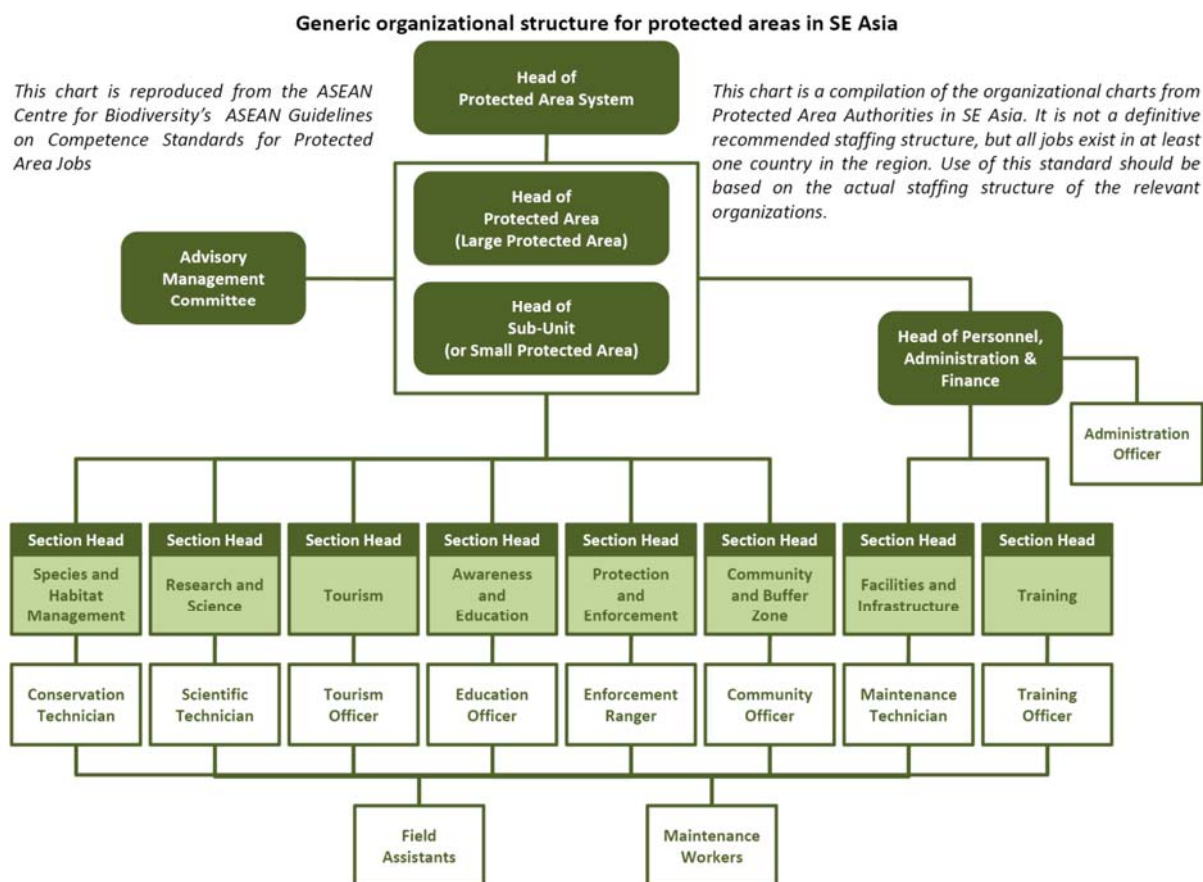 Generic organizational structure for protected areas in SE Asia
This chart is reproduced from the ASEAN
Centre for Biodiversity's ASEAN Guidelines
on Competence Standards for Protected
Area Jobs
Head of
Protected Area System
This chart is a compilation of the organizational charts from
Protected Area Authorities in SE Asia. It is not a definitive
recommended staffing structure, but all jobs exist in at least
one country in the region. Use of this standard should be
based on the actual staffing structure of the relevant
organizations.
Head of
Protected Area
(Large Protected Area)
Advisory
Management
Committee
Head of
Sub-Unit
(or Small Protected Area)
Head of Personnel,
Administration &
Finance
Administration
Officer
Section Head
Species and
Habitat
Management
Section Head
Research and
Science
Section Head
Tourism
Section Head
Awareness
and
Education
Section Head
Protection
and
Enforcement
Section Head
Community
and Buffer
Zone
Section Head
Facilities and
Infrastructure
Section Head
Training
Conservation
Technician
Scientific
Technician
Tourism
Officer
Education
Officer
Enforcement
Ranger
Community
Officer
Maintenance
Technician
Training
Officer
Field
Assistants
Maintenance
Workers